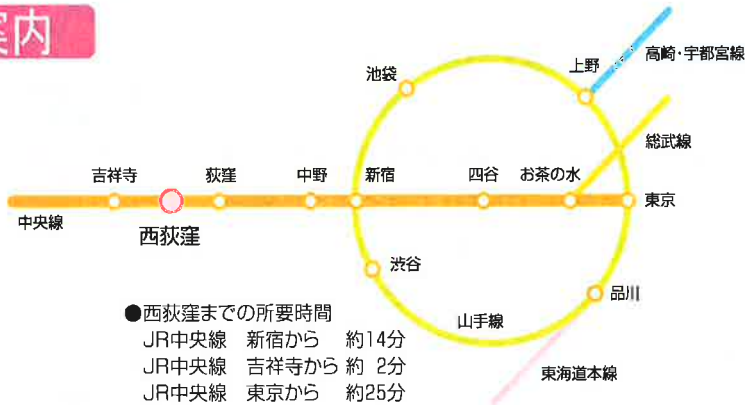 案内
池袋
上野
高崎・宇都宮線
総武線
吉祥寺
荻窪
中野
新宿
四谷
お茶の水
東京
中央線
西荻窪
渋谷
品川
山手線
東海道本線
●西荻窪までの所要時間
JR中央線 新宿から 約14分
JR中央線 吉祥寺から 約 2分
JR中央線 東京から 約25分